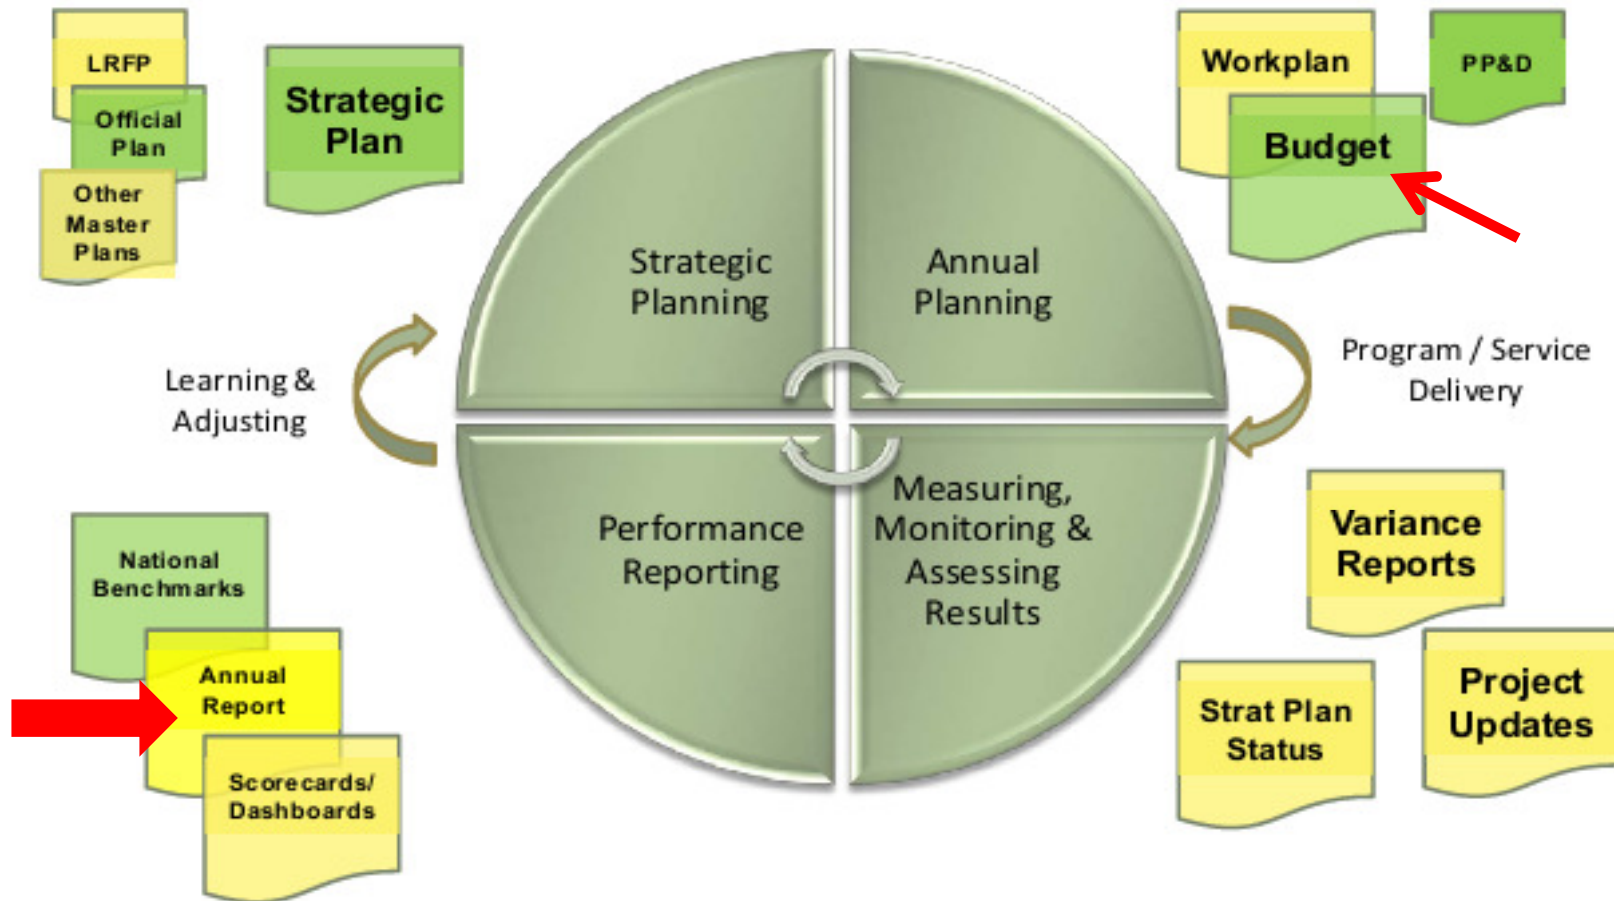 LRFP
Official
Plan
Other
Master
Plans
Strategic
Plan
Workplan
Budget
PP&D
Strategic
Planning
Annual
Planning
Learning &
Adjusting
Program / Service
Delivery
Performance
Reporting
Measuring,
Monitoring &
Assessing
Results
National
Benchmarks
Annual
Report
Scorecards/
Dashboards
Variance
Reports
Strat Plan
Status
Project
Updates